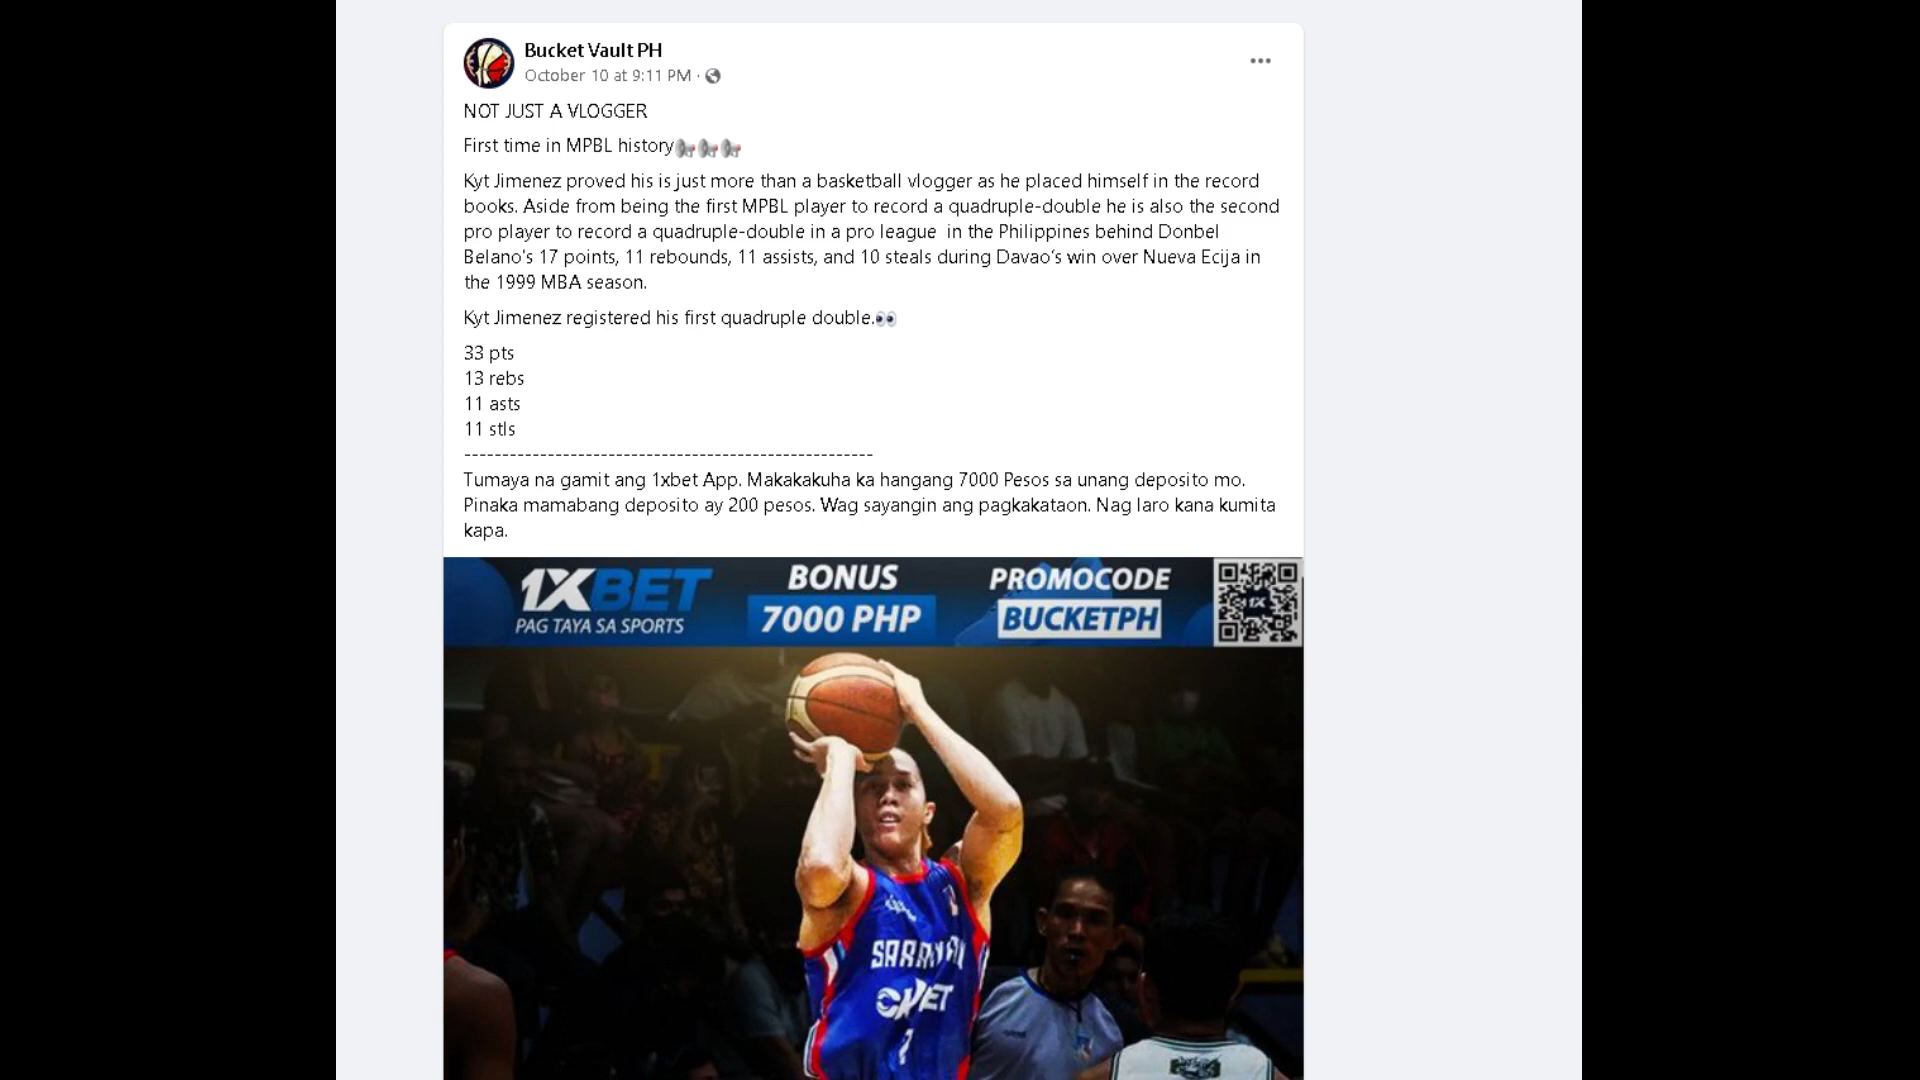 Bucket Vault PH
October 10 at 9:11 PM ·
NOT JUST A VLOGGER
First time in MPBL history
Kyt Jimenez proved his is just more than a basketball vlogger as he placed himself in the record
books. Aside from being the first MPBL player to record a quadruple-double he is also the second
pro player to record a quadruple-double in a pro league in the Philippines behind Donbel
Belano's 17 points, 11 rebounds, 11 assists, and 10 steals during Davao's win over Nueva Ecija in
the 1999 MBA season.
Kyt Jimenez registered his first quadruple double.👀
33 pts
13 rebs
11 asts
11 stls
------------------------------------------------------
Tumaya na gamit ang 1xbet App. Makakakuha ka hangang 7000 Pesos sa unang deposito mo.
Pinaka mamabang deposito ay 200 pesos. Wag sayangin ang pagkakataon. Nag laro kana kumita
kapa.
1XBET
PAG TAYA SA SPORTS
BONUS
7000 PHP
PROMOCODE
BUCKETPH
1X
7